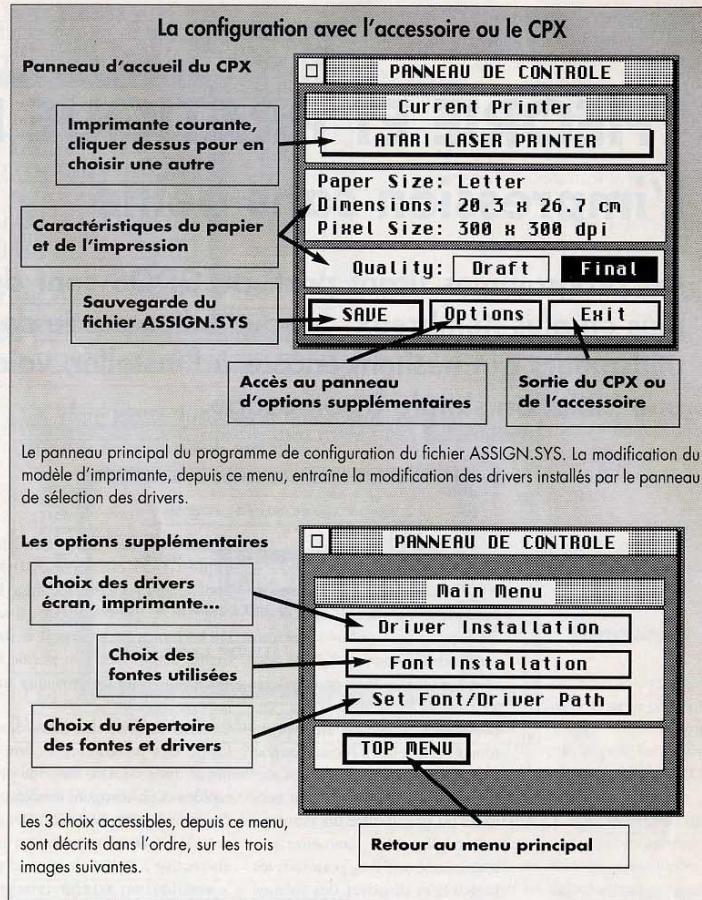 La configuration avec l'accessoire ou le CPX
Panneau d'accueil du CPX
PANNEAU DE CONTROLE
Current Printer
Imprimante courante,
cliquer dessus pour en
choisir une autre
ATARI LASER PRINTER
Paper Size: Letter
Dimensions: 20.3 x 26.7 cm
Pixel Size: 300 x 300 dpi
Caractéristiques du papier
et de l'impression
Quality: Draft Final
Sauvegarde du
fichier ASSIGN.SYS
SAVE Options Exit
Accès au panneau
d'options supplémentaires
Sortie du CPX ou
de l'accessoire
Le panneau principal du programme de configuration du fichier ASSIGN.SYS. La modification du
modèle d'imprimante, depuis ce menu, entraîne la modification des drivers installés par le panneau
de sélection des drivers.
Les options supplémentaires
PANNEAU DE CONTROLE
Choix des drivers
écran, imprimante...
Main Menu
Driver Installation
Choix des
fontes utilisées
Font Installation
Set Font/Driver Path
Choix du répertoire
des fontes et drivers
TOP MENU
Les 3 choix accessibles, depuis ce menu,
sont décrits dans l'ordre, sur les trois
images suivantes.
Retour au menu principal